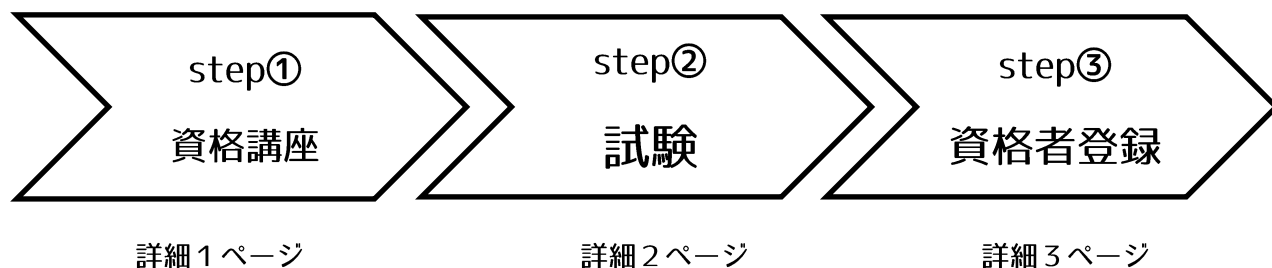 step①
資格講座
詳細１ページ
step②
試験
詳細２ページ
step③
資格者登録
詳細３ページ